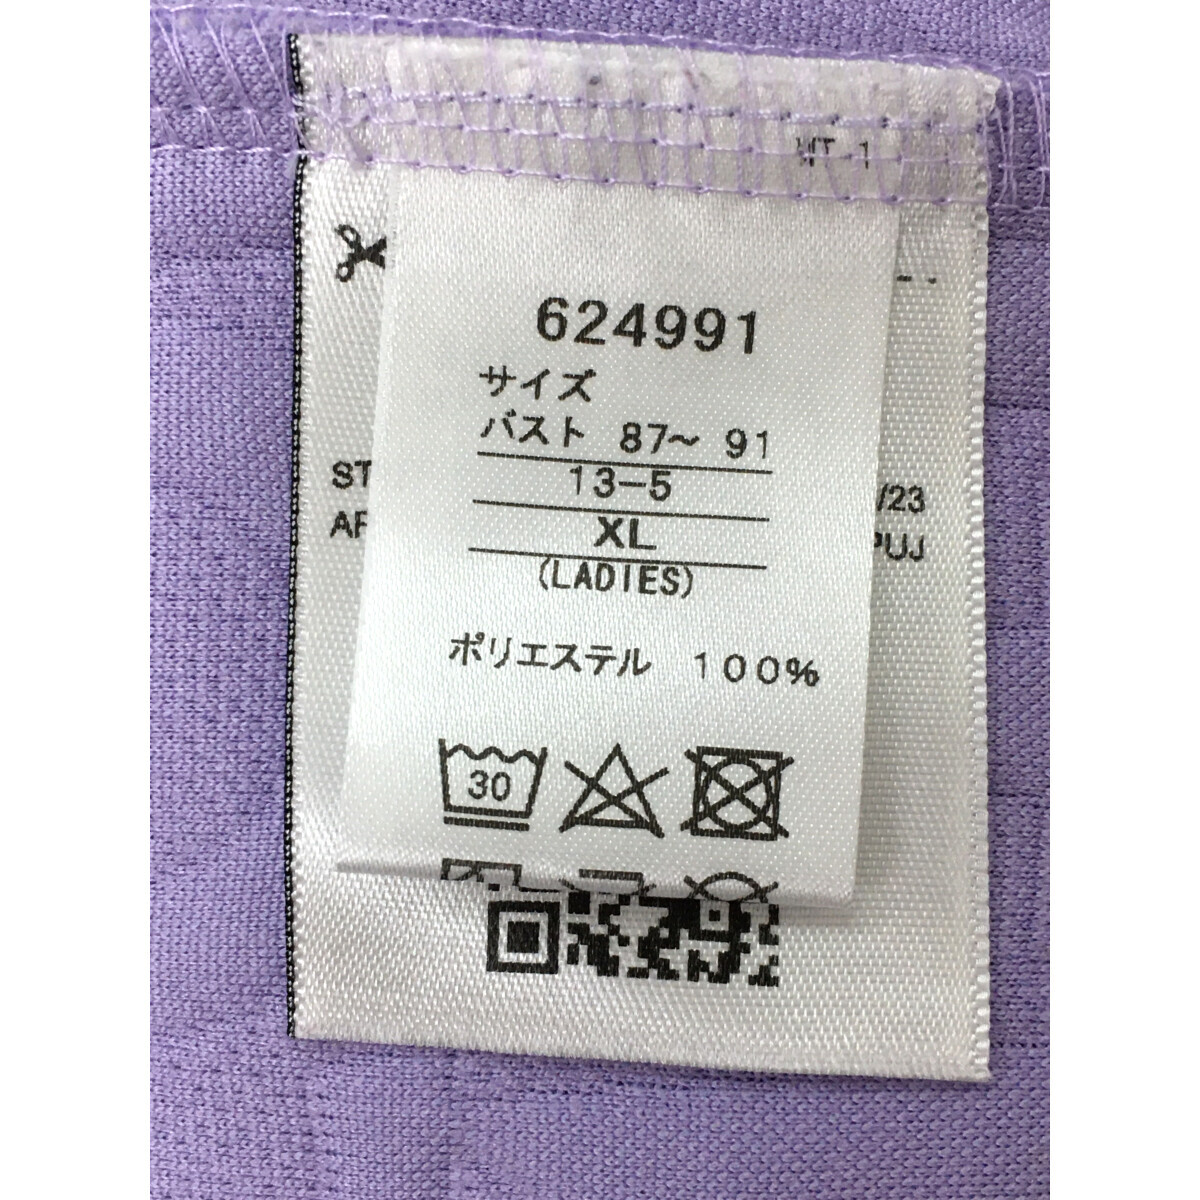 624991
サイズ
バスト 87～ 91
13-5
XL
(LADIES)
ポリエステル 100%
30
/23